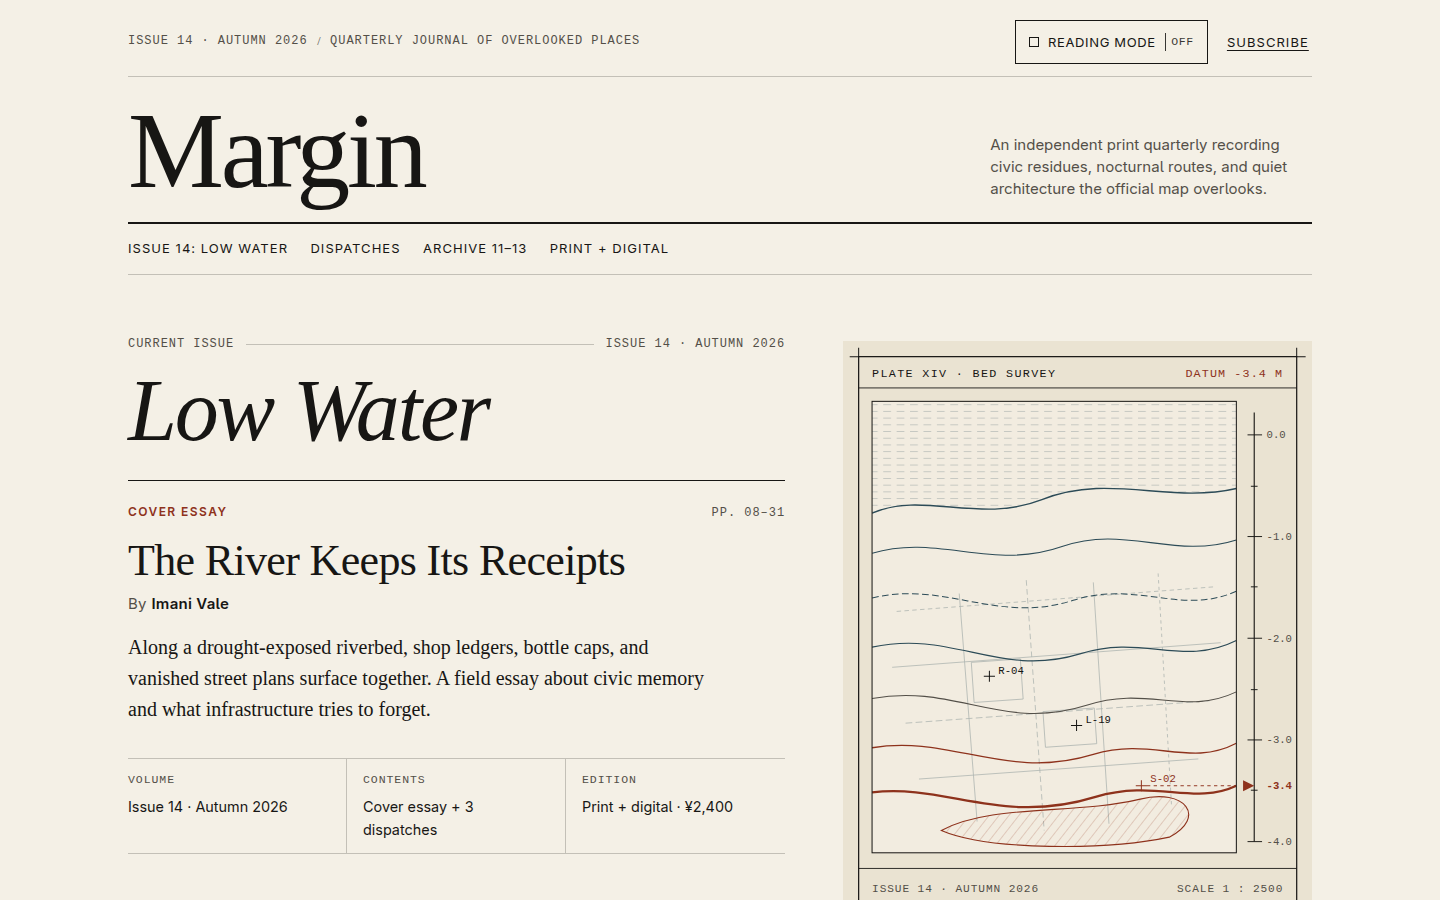 ISSUE 14 · AUTUMN 2026 / QUARTERLY JOURNAL OF OVERLOOKED PLACES
READING MODE OFF
SUBSCRIBE
Margin
An independent print quarterly recording
civic residues, nocturnal routes, and quiet
architecture the official map overlooks.
ISSUE 14: LOW WATER DISPATCHES ARCHIVE 11–13 PRINT + DIGITAL
CURRENT ISSUE ISSUE 14 · AUTUMN 2026
Low Water
COVER ESSAY PP. 08–31
The River Keeps Its Receipts
By Imani Vale
Along a drought-exposed riverbed, shop ledgers, bottle caps, and
vanished street plans surface together. A field essay about civic memory
and what infrastructure tries to forget.
VOLUME
Issue 14 · Autumn 2026
CONTENTS
Cover essay + 3
dispatches
EDITION
Print + digital · ¥2,400
PLATE XIV · BED SURVEY DATUM -3.4 M
0.0
-1.0
-2.0
R-04
L-19
-3.0
S-02
-3.4
-4.0
ISSUE 14 · AUTUMN 2026 SCALE 1 : 2500